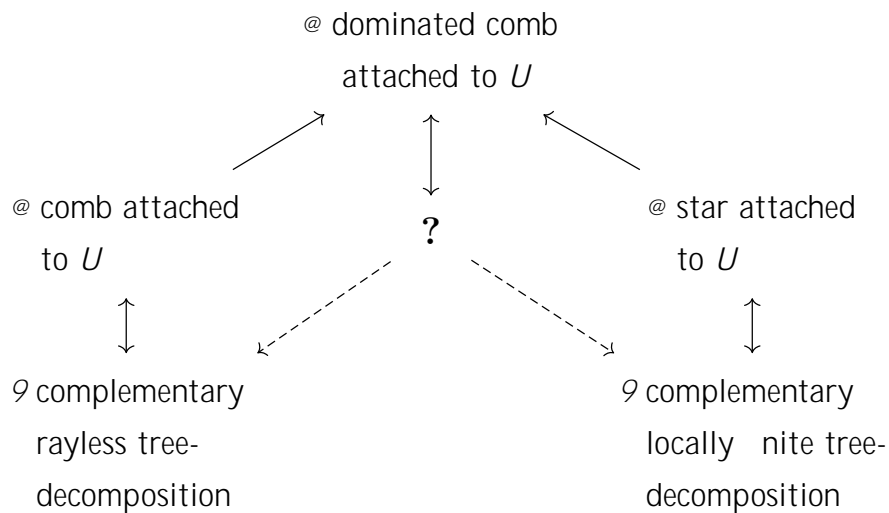 @ dominated comb
attached to U
@ comb attached
to U
?
@ star attached
to U
9 complementary
rayless tree-
decomposition
9 complementary
locally nite tree-
decomposition